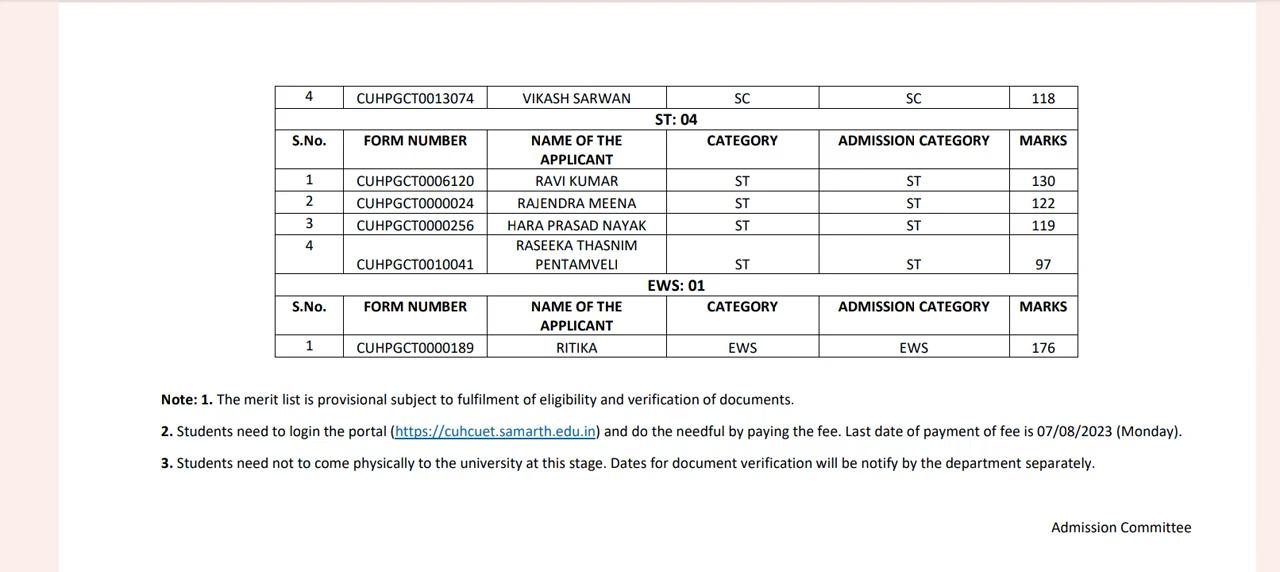 4 CUHPGCT0013074 VIKASH SARWAN SC SC 118
ST: 04
S.No. FORM NUMBER NAME OF THE APPLICANT CATEGORY ADMISSION CATEGORY MARKS
1 CUHPGCT0006120 RAVI KUMAR ST ST 130
2 CUHPGCT0000024 RAJENDRA MEENA ST ST 122
3 CUHPGCT0000256 HARA PRASAD NAYAK ST ST 119
4 CUHPGCT0010041 RASEEKA THASNIM PENTAMVELI ST ST 97
EWS: 01
S.No. FORM NUMBER NAME OF THE APPLICANT CATEGORY ADMISSION CATEGORY MARKS
1 CUHPGCT0000189 RITIKA EWS EWS 176
Note: 1. The merit list is provisional subject to fulfilment of eligibility and verification of documents.
2. Students need to login the portal (https://cuhcuet.samarth.edu.in) and do the needful by paying the fee. Last date of payment of fee is 07/08/2023 (Monday).
3. Students need not to come physically to the university at this stage. Dates for document verification will be notify by the department separately.
Admission Committee